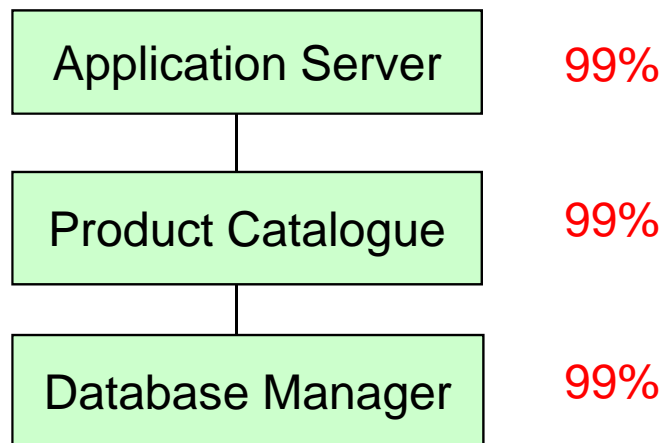 Application Server 99%
Product Catalogue 99%
Database Manager 99%